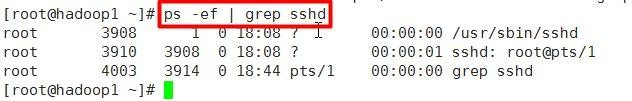 [root@hadoop1 ~]# ps -ef | grep sshd
root 3908 1 0 18:08 ? 00:00:00 /usr/sbin/sshd
root 3910 3908 0 18:08 ? 00:00:01 sshd: root@pts/1
root 4003 3914 0 18:44 pts/1 00:00:00 grep sshd
[root@hadoop1 ~]#